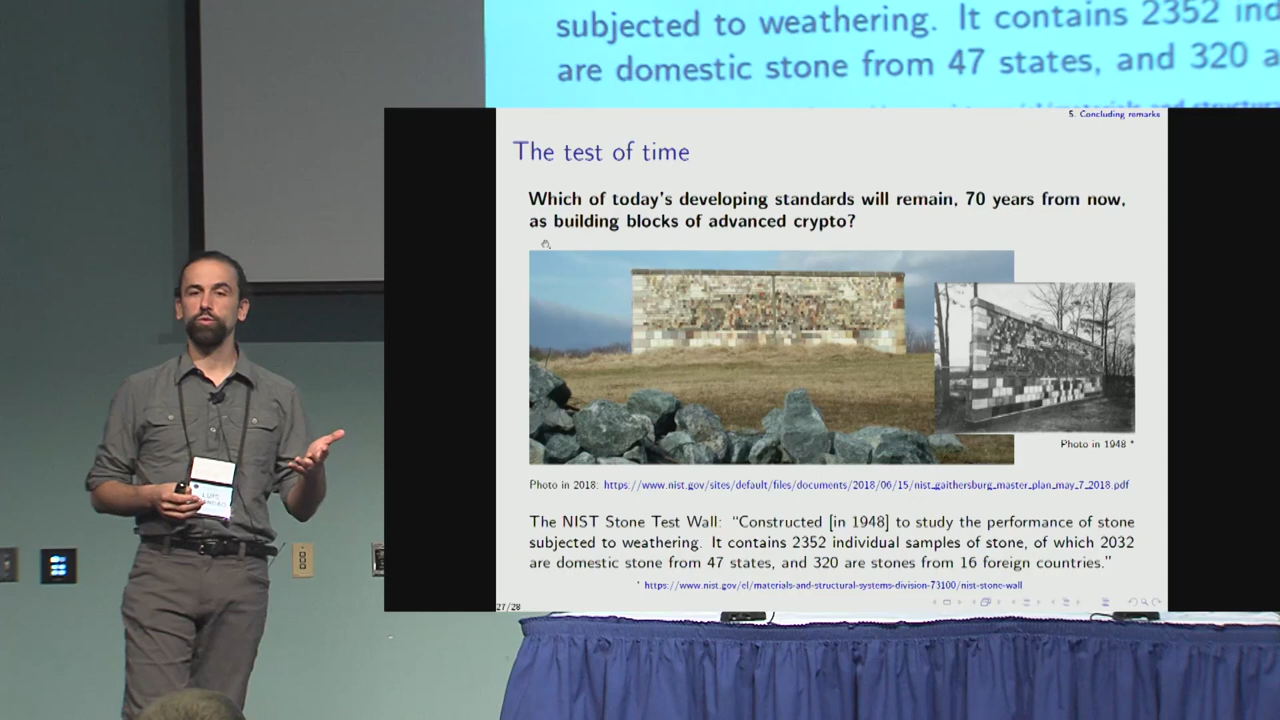 subjected to weathering. It contains 2352
are domestic stone from 47 states, and 320
5. Concluding remarks
The test of time
Which of today's developing standards will remain, 70 years from now,
as building blocks of advanced crypto?
Photo in 1948 *
Photo in 2018: https://www.nist.gov/sites/default/files/documents/2018/06/15/nist_gaithersburg_master_plan_may_7_2018.pdf
The NIST Stone Test Wall: “Constructed [in 1948] to study the performance of stone
subjected to weathering. It contains 2352 individual samples of stone, of which 2032
are domestic stone from 47 states, and 320 are stones from 16 foreign countries.”
* https://www.nist.gov/el/materials-and-structural-systems-division-73100/nist-stone-wall
27/28
LUIS